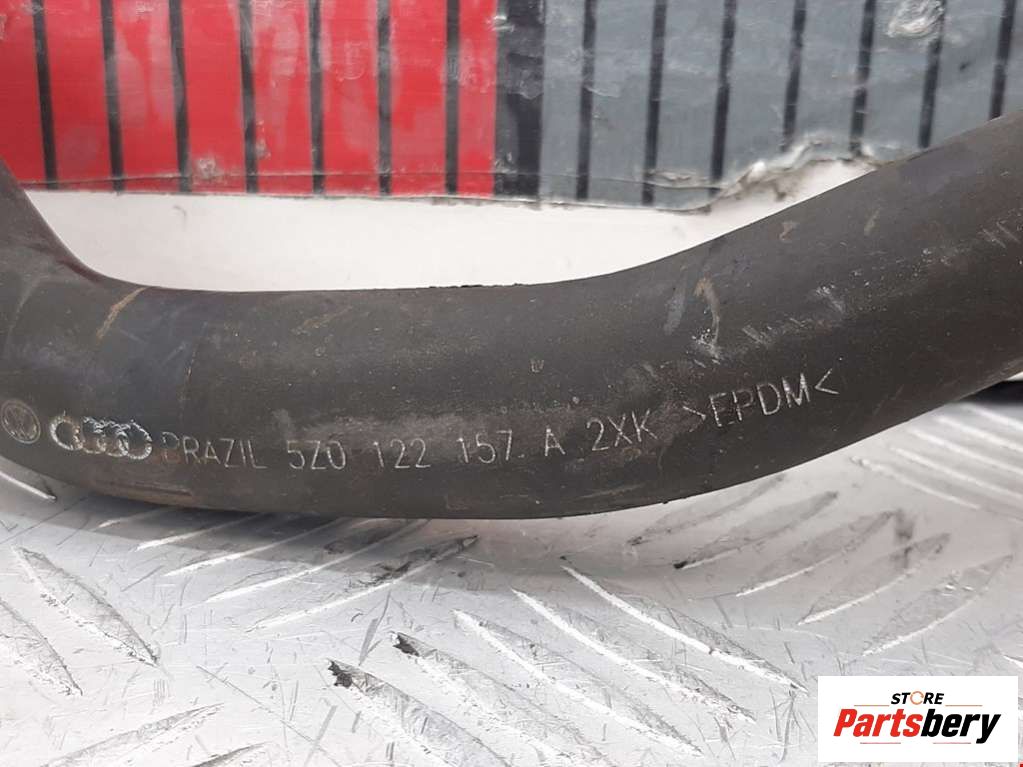 BRAZIL 5Z0 122 157 A 2XK >EPDM<
STORE
Partsbery